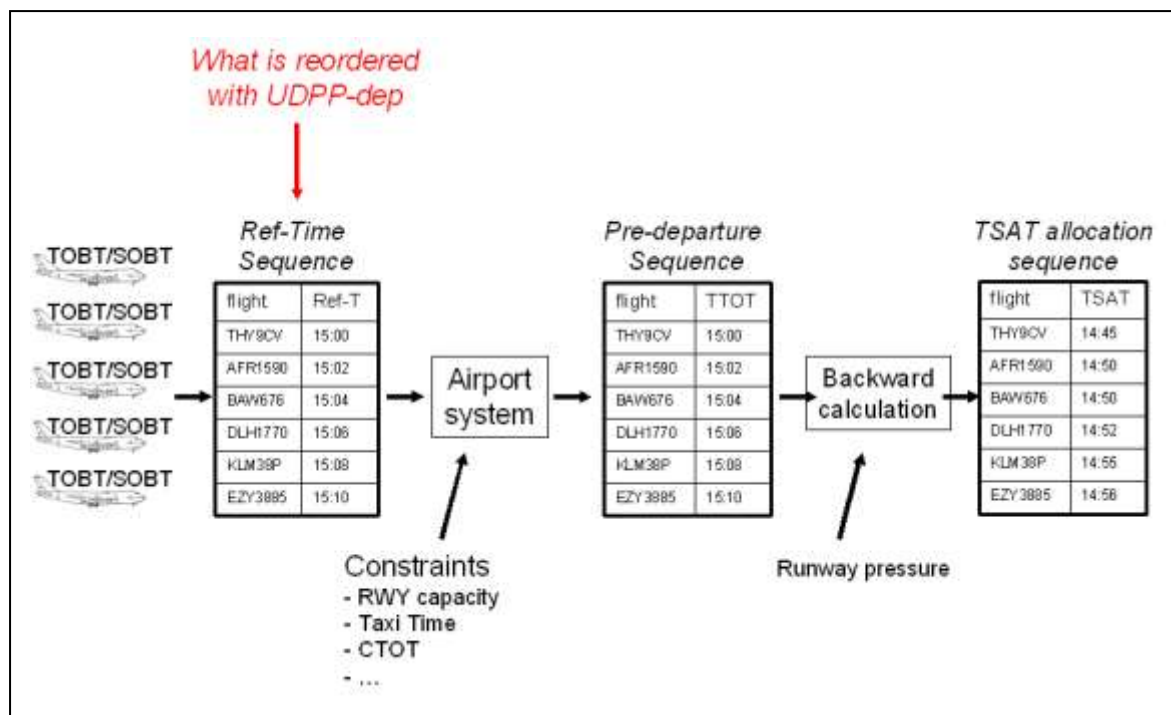 What is reordered
with UDPP-dep
TOBT/SOBT
TOBT/SOBT
TOBT/SOBT
TOBT/SOBT
TOBT/SOBT
Ref-Time
Sequence
flight Ref-T
THY9CV 15:00
AFR1590 15:02
BAW676 15:04
DLH1770 15:06
KLM38P 15:08
EZY3885 15:10
Airport
system
Constraints
- RWY capacity
- Taxi Time
- CTOT
- ...
Pre-departure
Sequence
flight TTOT
THY9CV 15:00
AFR1590 15:02
BAW676 15:04
DLH1770 15:06
KLM38P 15:08
EZY3885 15:10
Backward
calculation
Runway pressure
TSAT allocation
sequence
flight TSAT
THY9CV 14:45
AFR1590 14:50
BAW676 14:50
DLH1770 14:52
KLM38P 14:55
EZY3885 14:56